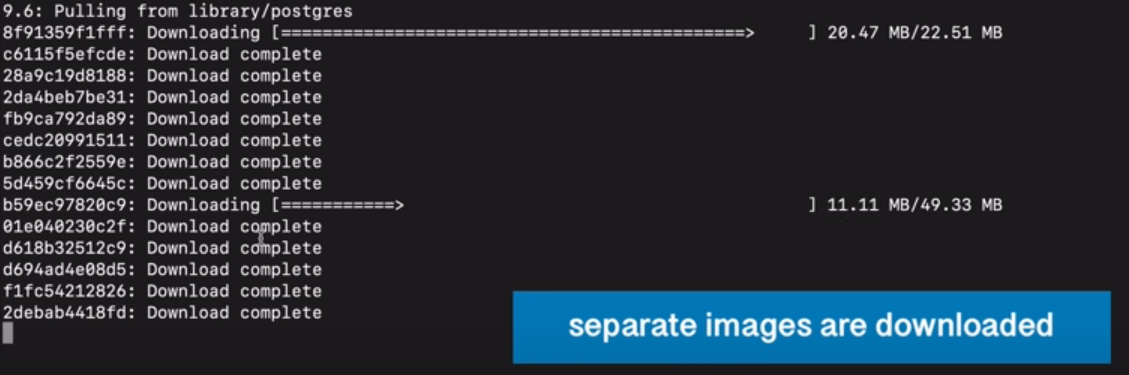 9.6: Pulling from library/postgres
8f91359f1fff: Downloading [=============================================>      ] 20.47 MB/22.51 MB
c6115f5efcde: Download complete
28a9c19d8188: Download complete
2da4beb7be31: Download complete
fb9ca792da89: Download complete
cedc20991511: Download complete
b866c2f2559e: Download complete
5d459cf6645c: Download complete
b59ec97820c9: Downloading [===========>                                        ] 11.11 MB/49.33 MB
01e040230c2f: Download complete
d618b32512c9: Download complete
d694ad4e08d5: Download complete
f1fc54212826: Download complete
2debab4418fd: Download complete
separate images are downloaded